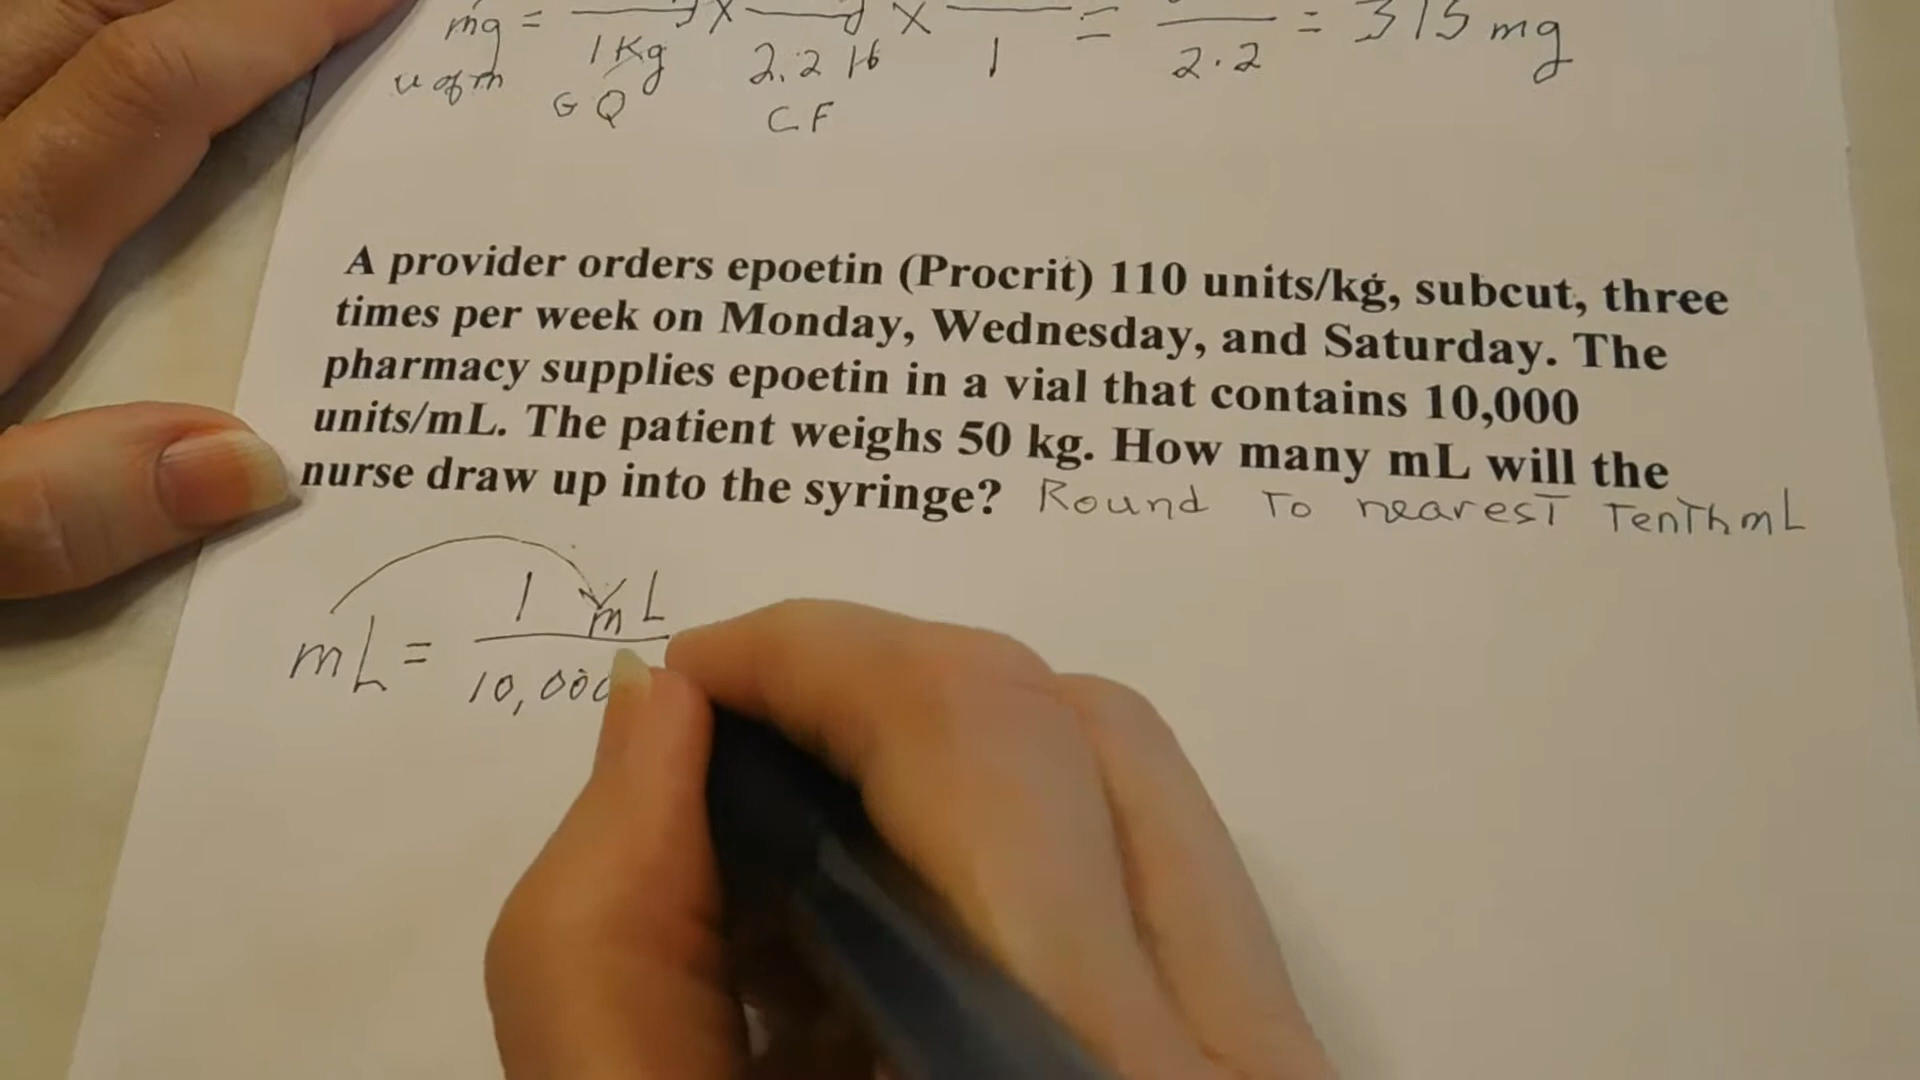 mg = 1 Kg x 2.2 lb x 1 = 2.2 = 315 mg
u of m G Q C F
A provider orders epoetin (Procrit) 110 units/kg, subcut, three
times per week on Monday, Wednesday, and Saturday. The
pharmacy supplies epoetin in a vial that contains 10,000
units/mL. The patient weighs 50 kg. How many mL will the
nurse draw up into the syringe? Round To nearesT TenTh mL
1 mL
mL =
10,000